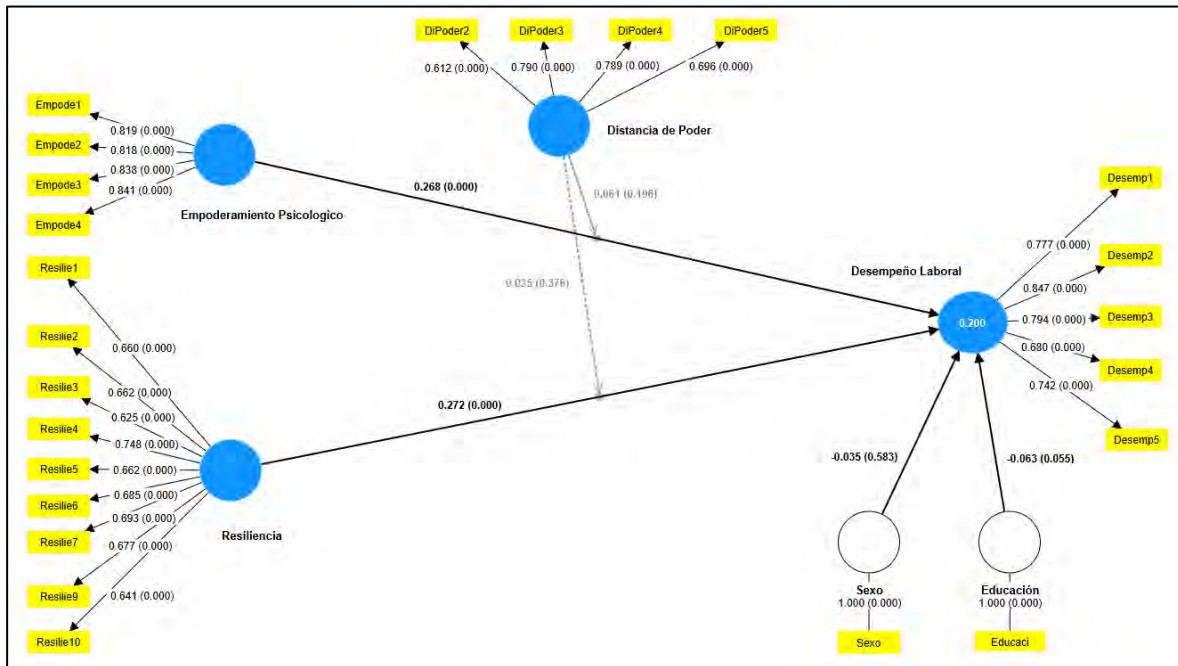 DiPoder2
DiPoder3
DiPoder4
DiPoder5
0.612 (0.000)
0.790 (0.000)
0.789 (0.000)
0.696 (0.000)
Distancia de Poder
Empode1
Empode2
Empode3
Empode4
0.819 (0.000)
0.818 (0.000)
0.838 (0.000)
0.841 (0.000)
Empoderamiento Psicologico
0.268 (0.000)
0.061 (0.196)
0.035 (0.376)
Resilie1
Resilie2
Resilie3
Resilie4
Resilie5
Resilie6
Resilie7
Resilie9
Resilie10
0.660 (0.000)
0.662 (0.000)
0.625 (0.000)
0.748 (0.000)
0.662 (0.000)
0.685 (0.000)
0.693 (0.000)
0.677 (0.000)
0.641 (0.000)
Resiliencia
0.272 (0.000)
Desempeño Laboral
0.200
Desemp1
Desemp2
Desemp3
Desemp4
Desemp5
0.777 (0.000)
0.847 (0.000)
0.794 (0.000)
0.680 (0.000)
0.742 (0.000)
-0.035 (0.583)
-0.063 (0.055)
Sexo
1.000 (0.000)
Sexo
Educación
1.000 (0.000)
Educaci